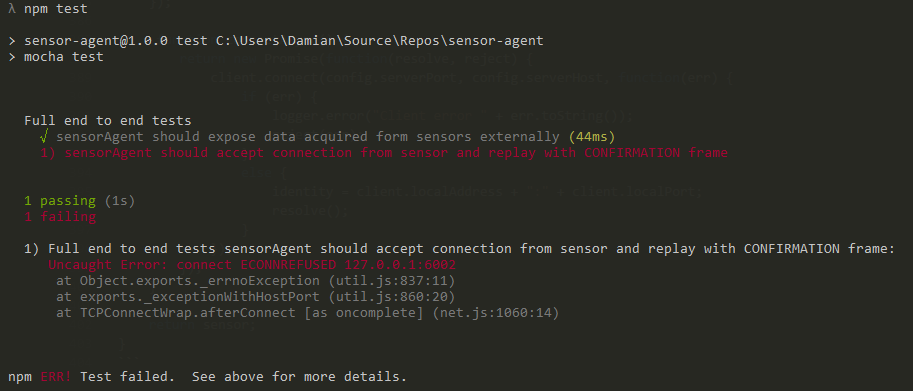 λ npm test
> sensor-agent@1.0.0 test C:\Users\Damian\Source\Repos\sensor-agent
> mocha test
Full end to end tests
√ sensorAgent should expose data acquired form sensors externally (44ms)
1) sensorAgent should accept connection from sensor and replay with CONFIRMATION frame
1 passing (1s)
1 failing
1) Full end to end tests sensorAgent should accept connection from sensor and replay with CONFIRMATION frame:
Uncaught Error: connect ECONNREFUSED 127.0.0.1:6002
at Object.exports._errnoException (util.js:837:11)
at exports._exceptionWithHostPort (util.js:860:20)
at TCPConnectWrap.afterConnect [as oncomplete] (net.js:1060:14)
npm ERR! Test failed.  See above for more details.